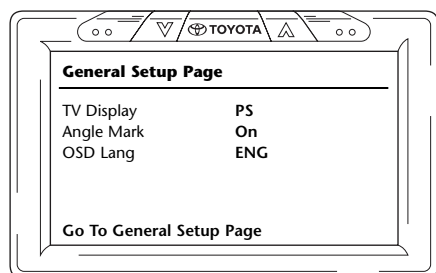 TOYOTA
General Setup Page
TV Display PS
Angle Mark On
OSD Lang ENG
Go To General Setup Page